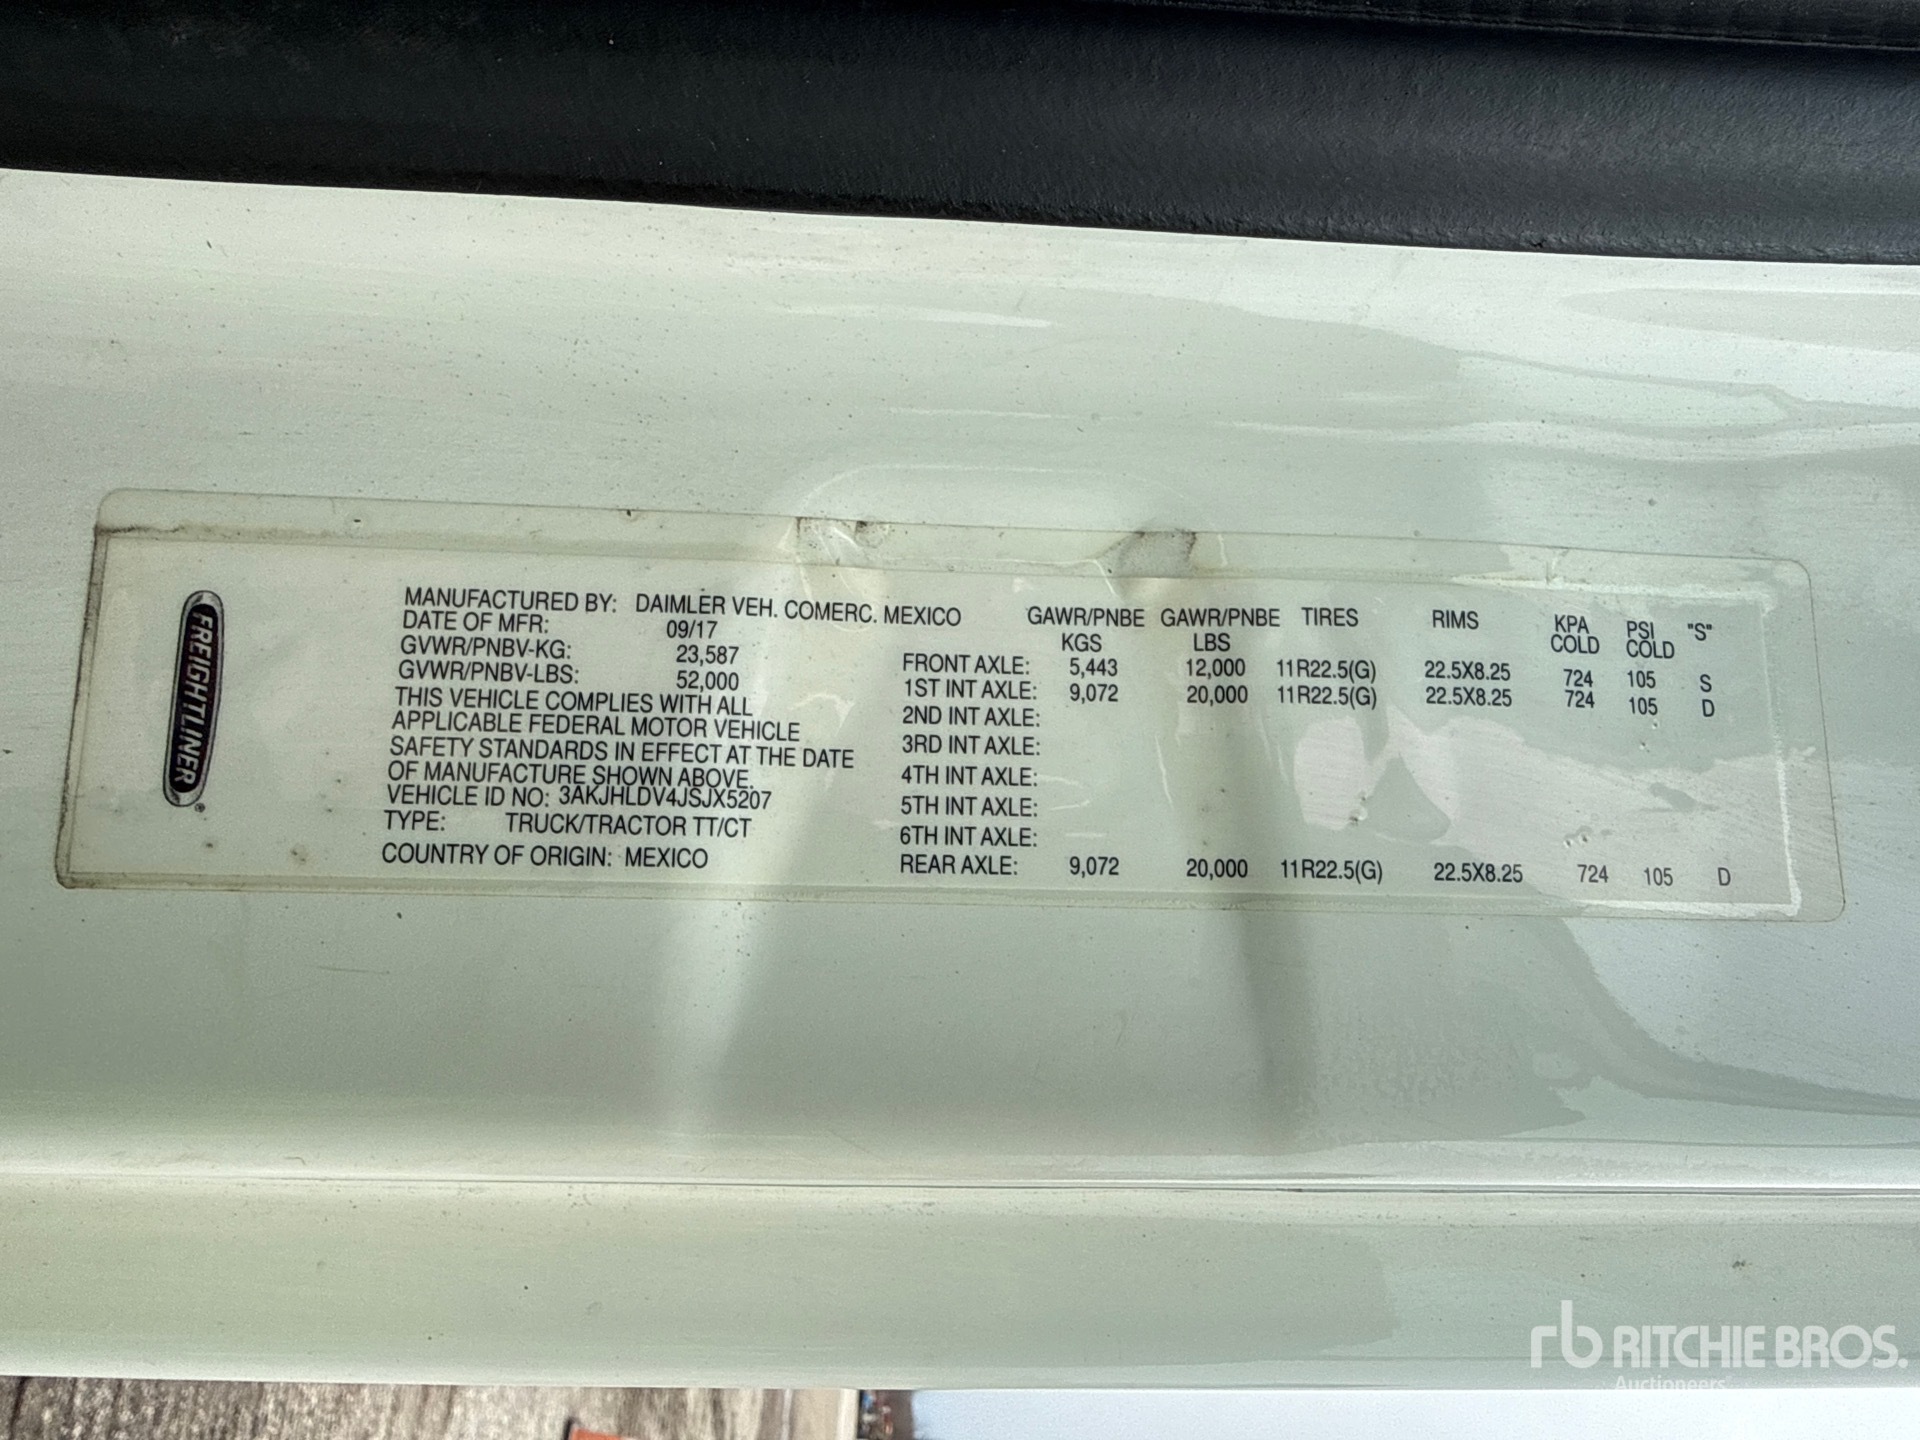 FREIGHTLINER
®
MANUFACTURED BY: DAIMLER VEH. COMERC. MEXICO
DATE OF MFR: 09/17
GVWR/PNBV-KG: 23,587
GVWR/PNBV-LBS: 52,000
THIS VEHICLE COMPLIES WITH ALL
APPLICABLE FEDERAL MOTOR VEHICLE
SAFETY STANDARDS IN EFFECT AT THE DATE
OF MANUFACTURE SHOWN ABOVE.
VEHICLE ID NO: 3AKJHLDV4JSJX5207
TYPE: TRUCK/TRACTOR TT/CT
COUNTRY OF ORIGIN: MEXICO
GAWR/PNBE KGS GAWR/PNBE LBS TIRES RIMS KPA COLD PSI COLD "S"
FRONT AXLE: 5,443 12,000 11R22.5(G) 22.5X8.25 724 105 S
1ST INT AXLE: 9,072 20,000 11R22.5(G) 22.5X8.25 724 105 D
2ND INT AXLE:
3RD INT AXLE:
4TH INT AXLE:
5TH INT AXLE:
6TH INT AXLE:
REAR AXLE: 9,072 20,000 11R22.5(G) 22.5X8.25 724 105 D
rb RITCHIE BROS.
Auctioneers